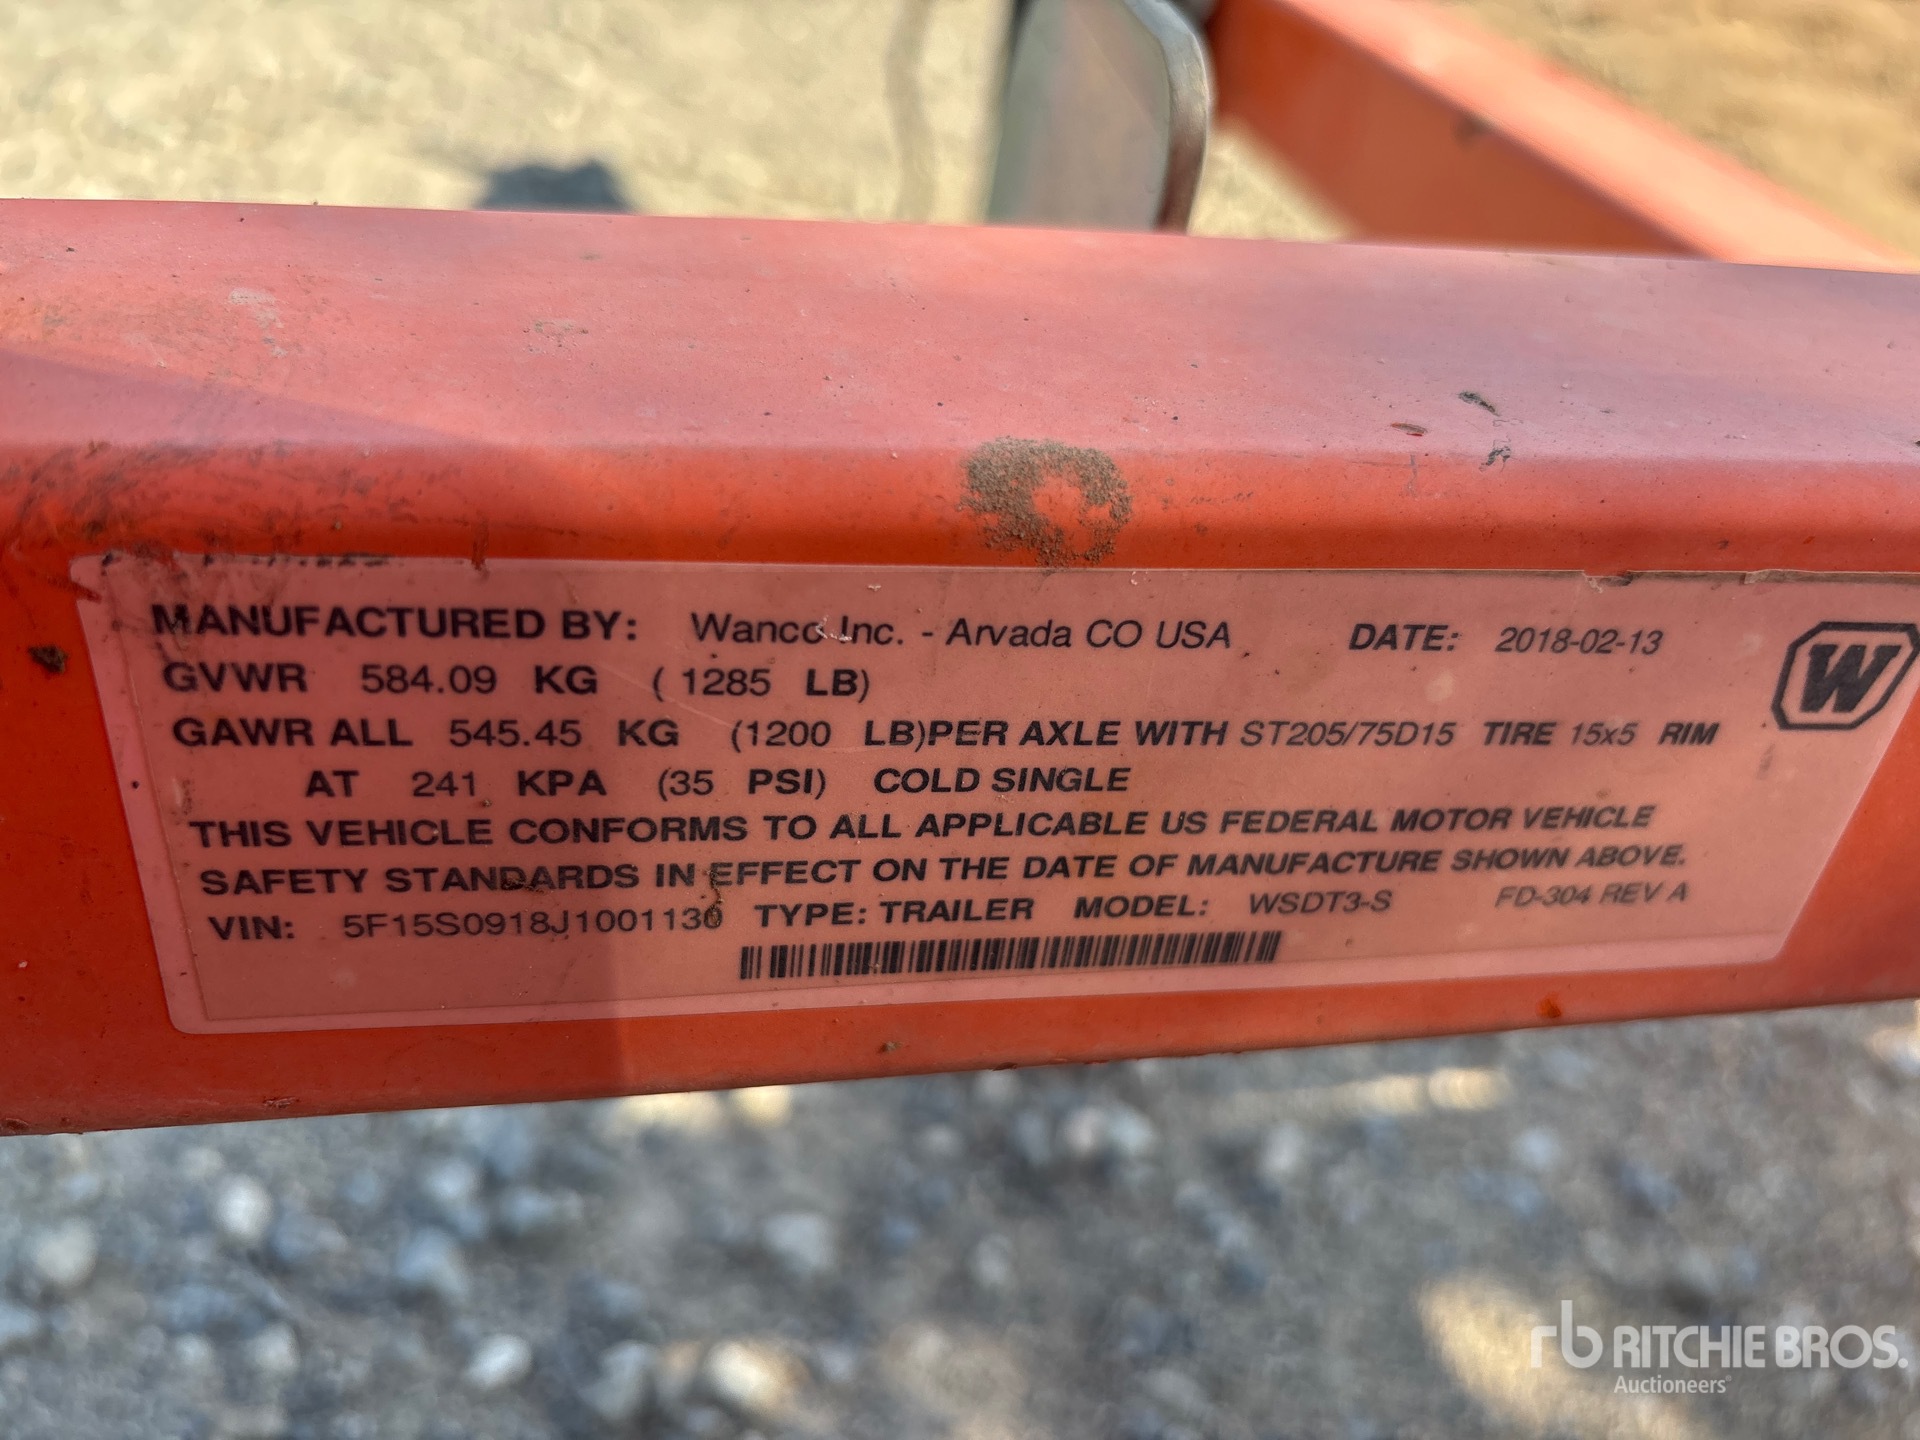 MANUFACTURED BY: Wanco Inc. - Arvada CO USA DATE: 2018-02-13
GVWR 584.09 KG ( 1285 LB)
W
GAWR ALL 545.45 KG (1200 LB)PER AXLE WITH ST205/75D15 TIRE 15x5 RIM
AT 241 KPA (35 PSI) COLD SINGLE
THIS VEHICLE CONFORMS TO ALL APPLICABLE US FEDERAL MOTOR VEHICLE
SAFETY STANDARDS IN EFFECT ON THE DATE OF MANUFACTURE SHOWN ABOVE.
VIN: 5F15S0918J1001130 TYPE: TRAILER MODEL: WSDT3-S FD-304 REV A
rb RITCHIE BROS.
Auctioneers